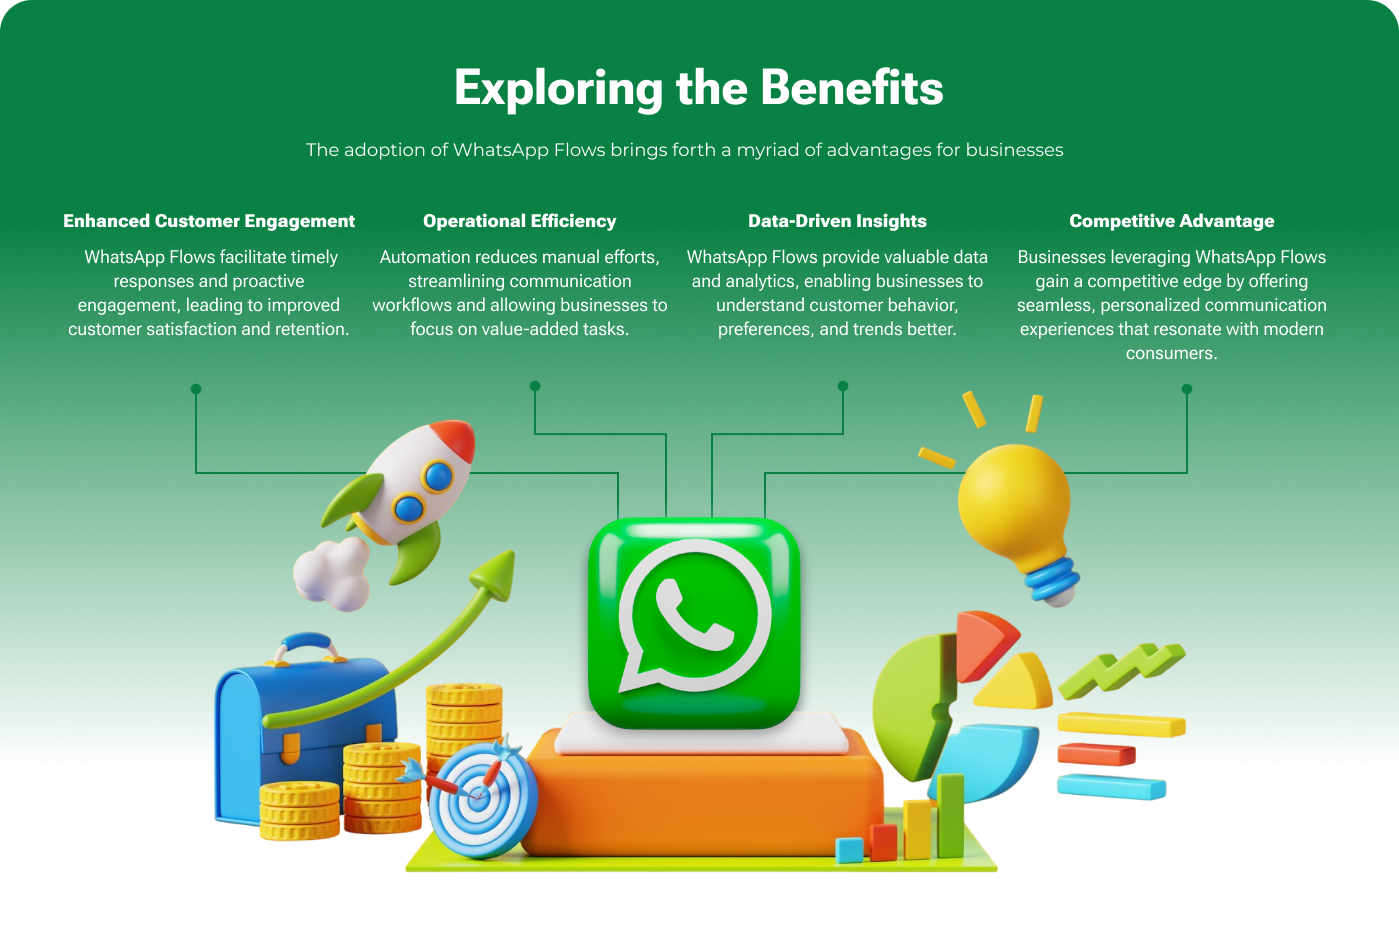 Exploring the Benefits
The adoption of WhatsApp Flows brings forth a myriad of advantages for businesses
Enhanced Customer Engagement
WhatsApp Flows facilitate timely
responses and proactive
engagement, leading to improved
customer satisfaction and retention.
Operational Efficiency
Automation reduces manual efforts,
streamlining communication
workflows and allowing businesses to
focus on value-added tasks.
Data-Driven Insights
WhatsApp Flows provide valuable data
and analytics, enabling businesses to
understand customer behavior,
preferences, and trends better.
Competitive Advantage
Businesses leveraging WhatsApp Flows
gain a competitive edge by offering
seamless, personalized communication
experiences that resonate with modern
consumers.